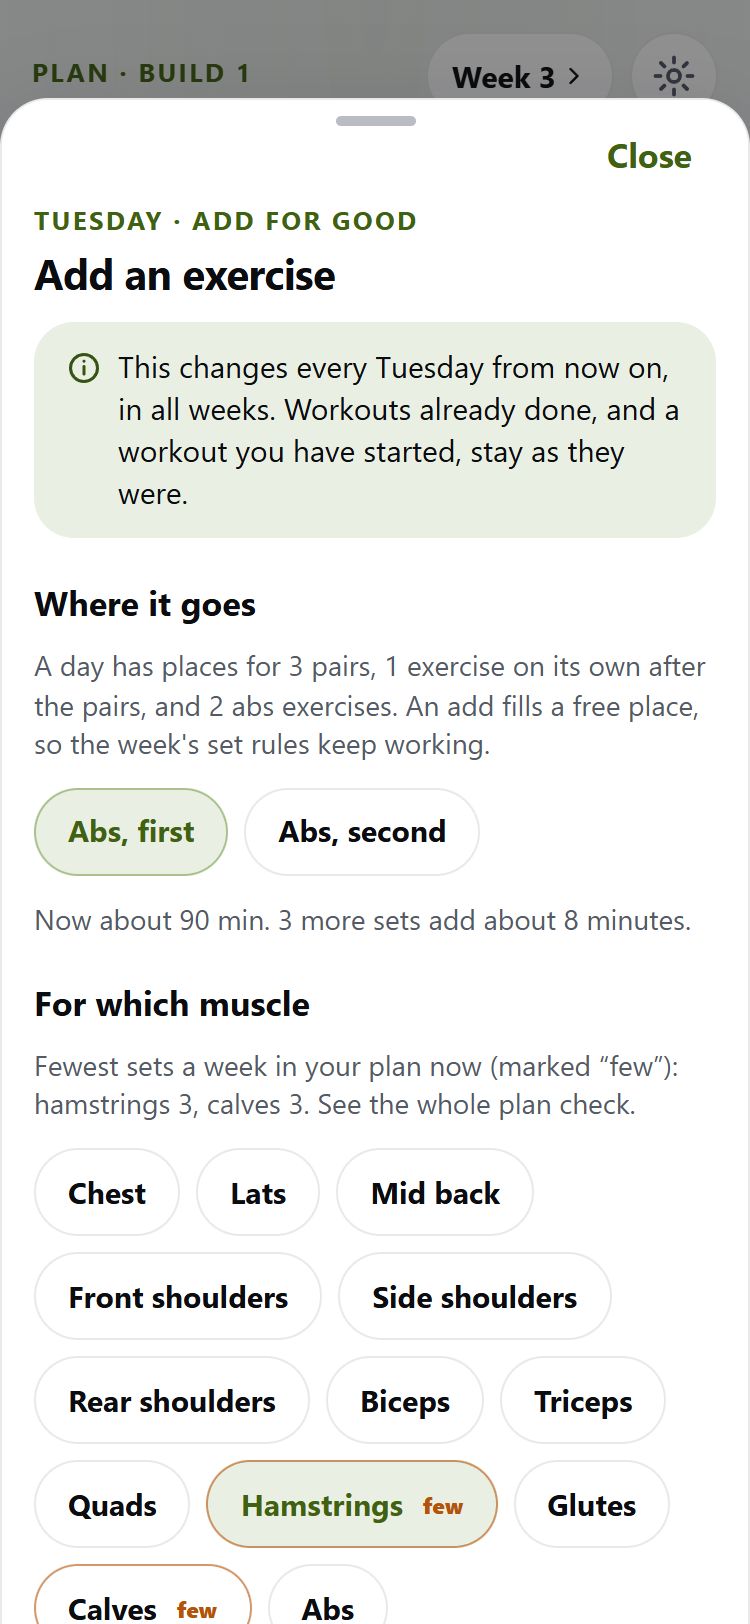 PLAN · BUILD 1
Week 3
Close
TUESDAY · ADD FOR GOOD
Add an exercise
This changes every Tuesday from now on,
in all weeks. Workouts already done, and a
workout you have started, stay as they
were.
Where it goes
A day has places for 3 pairs, 1 exercise on its own after
the pairs, and 2 abs exercises. An add fills a free place,
so the week's set rules keep working.
Abs, first
Abs, second
Now about 90 min. 3 more sets add about 8 minutes.
For which muscle
Fewest sets a week in your plan now (marked “few”):
hamstrings 3, calves 3. See the whole plan check.
Chest
Lats
Mid back
Front shoulders
Side shoulders
Rear shoulders
Biceps
Triceps
Quads
Hamstrings few
Glutes
Calves few
Abs